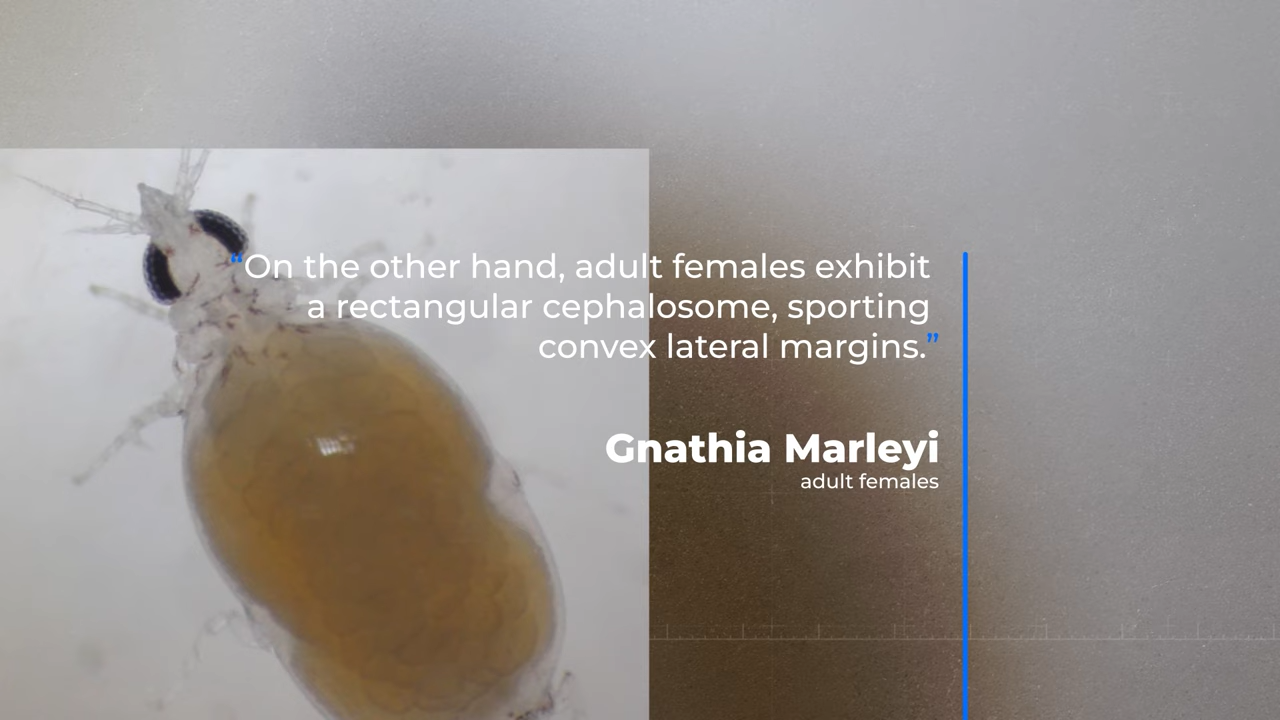 “On the other hand, adult females exhibit
a rectangular cephalosome, sporting
convex lateral margins.”
Gnathia Marleyi
adult females